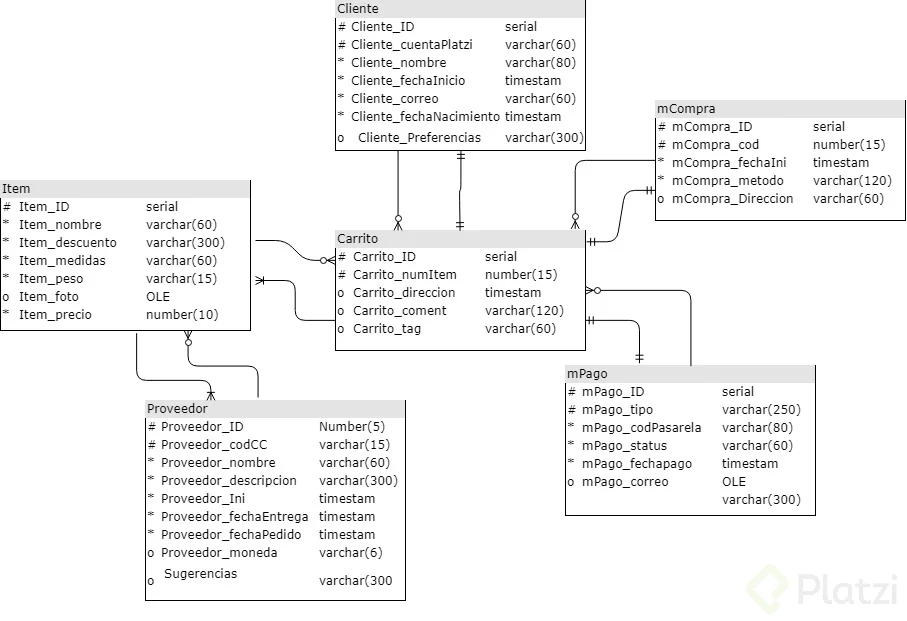 Cliente
# Cliente_ID serial
# Cliente_cuentaPlatzi varchar(60)
* Cliente_nombre varchar(80)
* Cliente_fechaInicio timestam
* Cliente_correo varchar(60)
* Cliente_fechaNacimiento timestam
o Cliente_Preferencias varchar(300)
mCompra
# mCompra_ID serial
# mCompra_cod number(15)
* mCompra_fechaIni timestam
* mCompra_metodo varchar(120)
o mCompra_Direccion varchar(60)
Item
# Item_ID serial
* Item_nombre varchar(60)
* Item_descuento varchar(300)
* Item_medidas varchar(60)
* Item_peso varchar(15)
o Item_foto OLE
* Item_precio number(10)
Carrito
# Carrito_ID serial
# Carrito_numItem number(15)
o Carrito_direccion timestam
o Carrito_coment varchar(120)
o Carrito_tag varchar(60)
mPago
# mPago_ID serial
# mPago_tipo varchar(250)
* mPago_codPasarela varchar(80)
* mPago_status varchar(60)
* mPago_fechapago timestam
o mPago_correo OLE
varchar(300)
Proveedor
# Proveedor_ID Number(5)
# Proveedor_codCC varchar(15)
* Proveedor_nombre varchar(60)
* Proveedor_descripcion varchar(300)
* Proveedor_Ini timestam
* Proveedor_fechaEntrega timestam
* Proveedor_fechaPedido timestam
o Proveedor_moneda varchar(6)
o Sugerencias varchar(300
Platzi